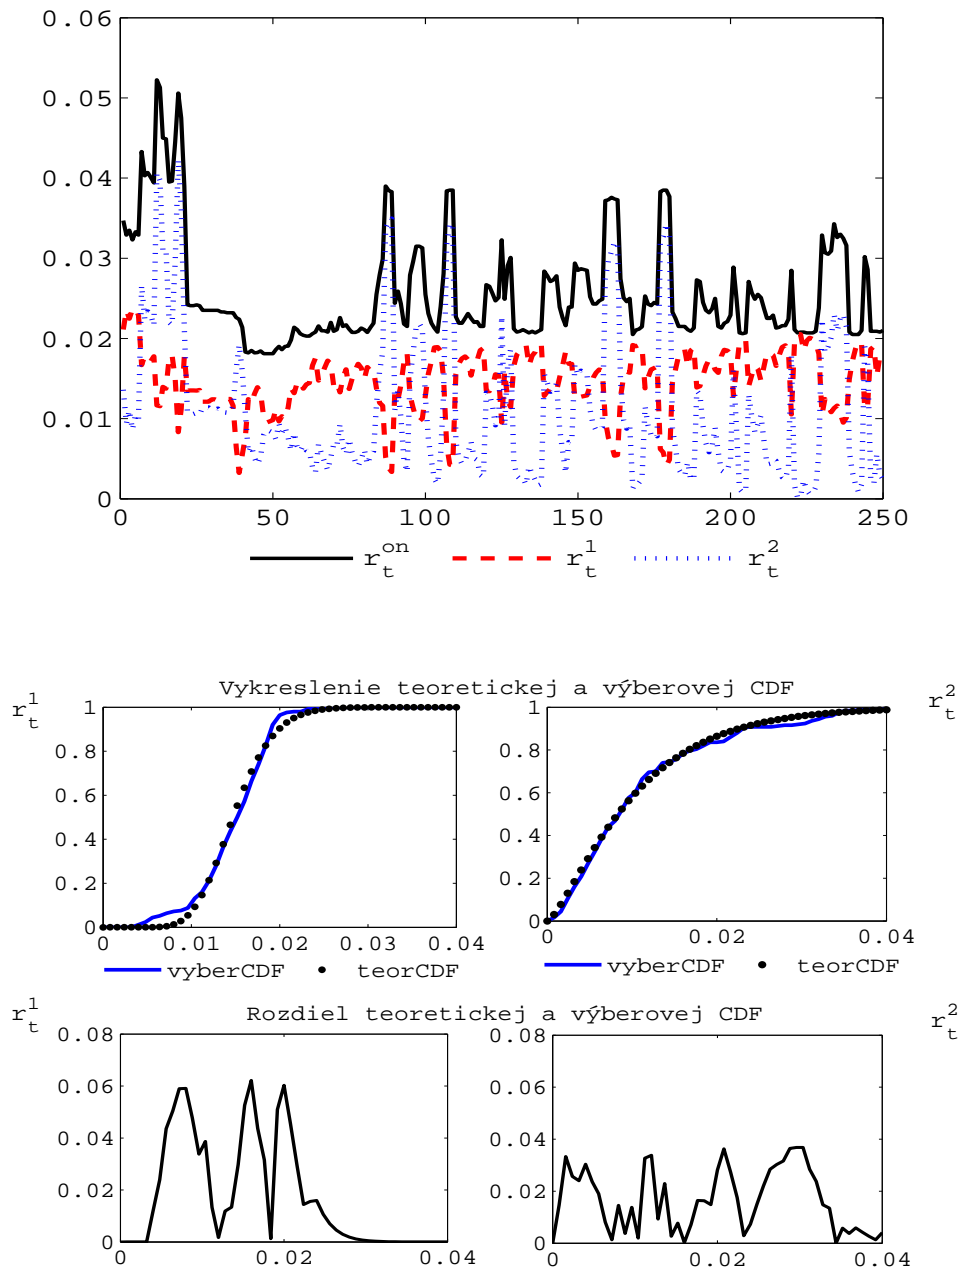 0.06
0.05
0.04
0.03
0.02
0.01
0
0 50 100 150 200 250
r_t^on r_t^1 r_t^2
Vykreslenie teoretickej a výberovej CDF
r_t^1
r_t^2
1
0.8
0.6
0.4
0.2
0
0 0.01 0.02 0.03 0.04
1
0.8
0.6
0.4
0.2
0
0 0.02 0.04
vyberCDF teorCDF
vyberCDF teorCDF
Rozdiel teoretickej a výberovej CDF
r_t^1
r_t^2
0.08
0.06
0.04
0.02
0
0 0.02 0.04
0.08
0.06
0.04
0.02
0
0 0.02 0.04